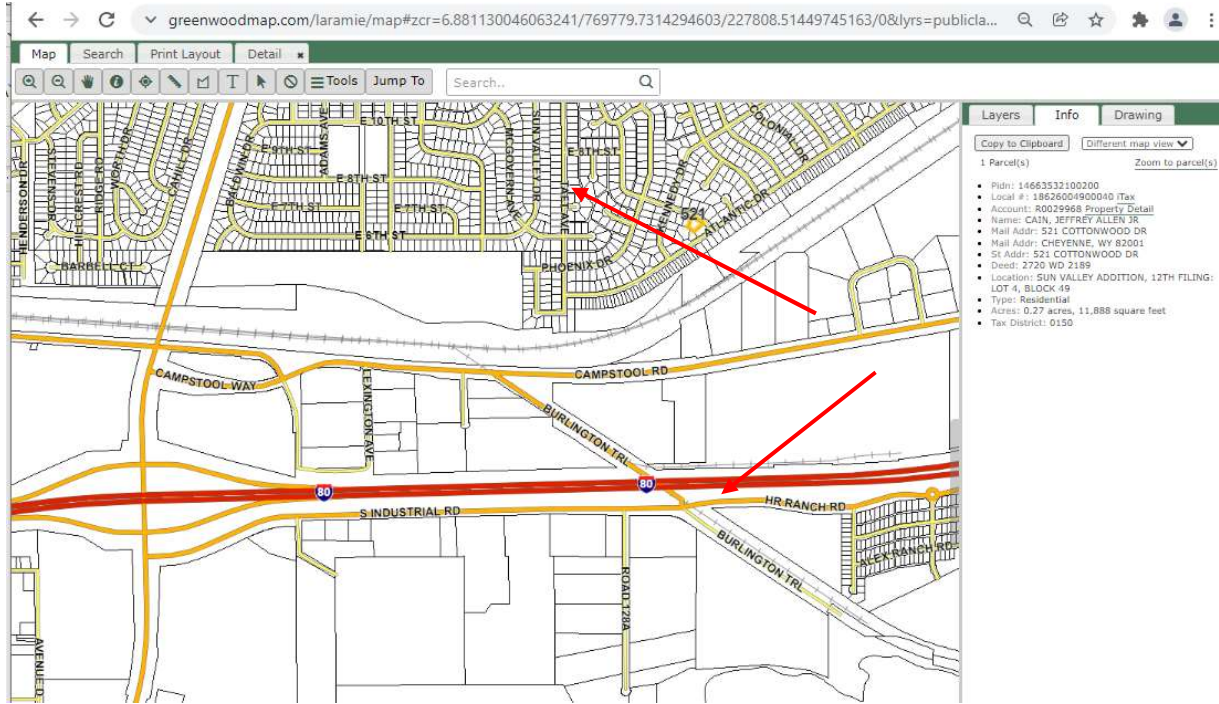 greenwoodmap.com/laramie/map#zcr=6.881130046063241/769779.7314294603/227808.51449745163/0&lyrs=publicla...
Map Search Print Layout Detail
Tools Jump To Search..
Layers Info Drawing
Copy to Clipboard Different map view
1 Parcel(s) Zoom to parcel(s)
Pidn: 14663532100200
Local #: 18626004900040 iTax
Account: R0029968 Property Detail
Name: CAIN, JEFFREY ALLEN JR
Mail Addr: 521 COTTONWOOD DR
Mail Addr: CHEYENNE, WY 82001
St Addr: 521 COTTONWOOD DR
Deed: 2720 WD 2189
Location: SUN VALLEY ADDITION, 12TH FILING:
LOT 4, BLOCK 49
Type: Residential
Acres: 0.27 acres, 11,888 square feet
Tax District: 0150
E 10TH ST
ADAMS AVE
E 9TH ST
E 8TH ST
E 8TH ST
E 7TH ST
E 7TH ST
E 6TH ST
HENDERSON DR
HILLCREST RD
RIDGE RD
WORTH DR
CAHILL DR
BALDWIN DR
MCGOVERN AVE
SUN VALLEY DR
TAFT AVE
KENNEDY DR
COLONIAL DR
ATLANTIC DR
521
BARBELL CT
PHOENIX DR
CAMPSTOOL WAY
CAMPSTOOL RD
LEXINGTON AVE
BURLINGTON TRL
80
80
HR RANCH RD
S INDUSTRIAL RD
BURLINGTON TRL
ALEX RANCH RD
ROAD 128A
AVENUE D